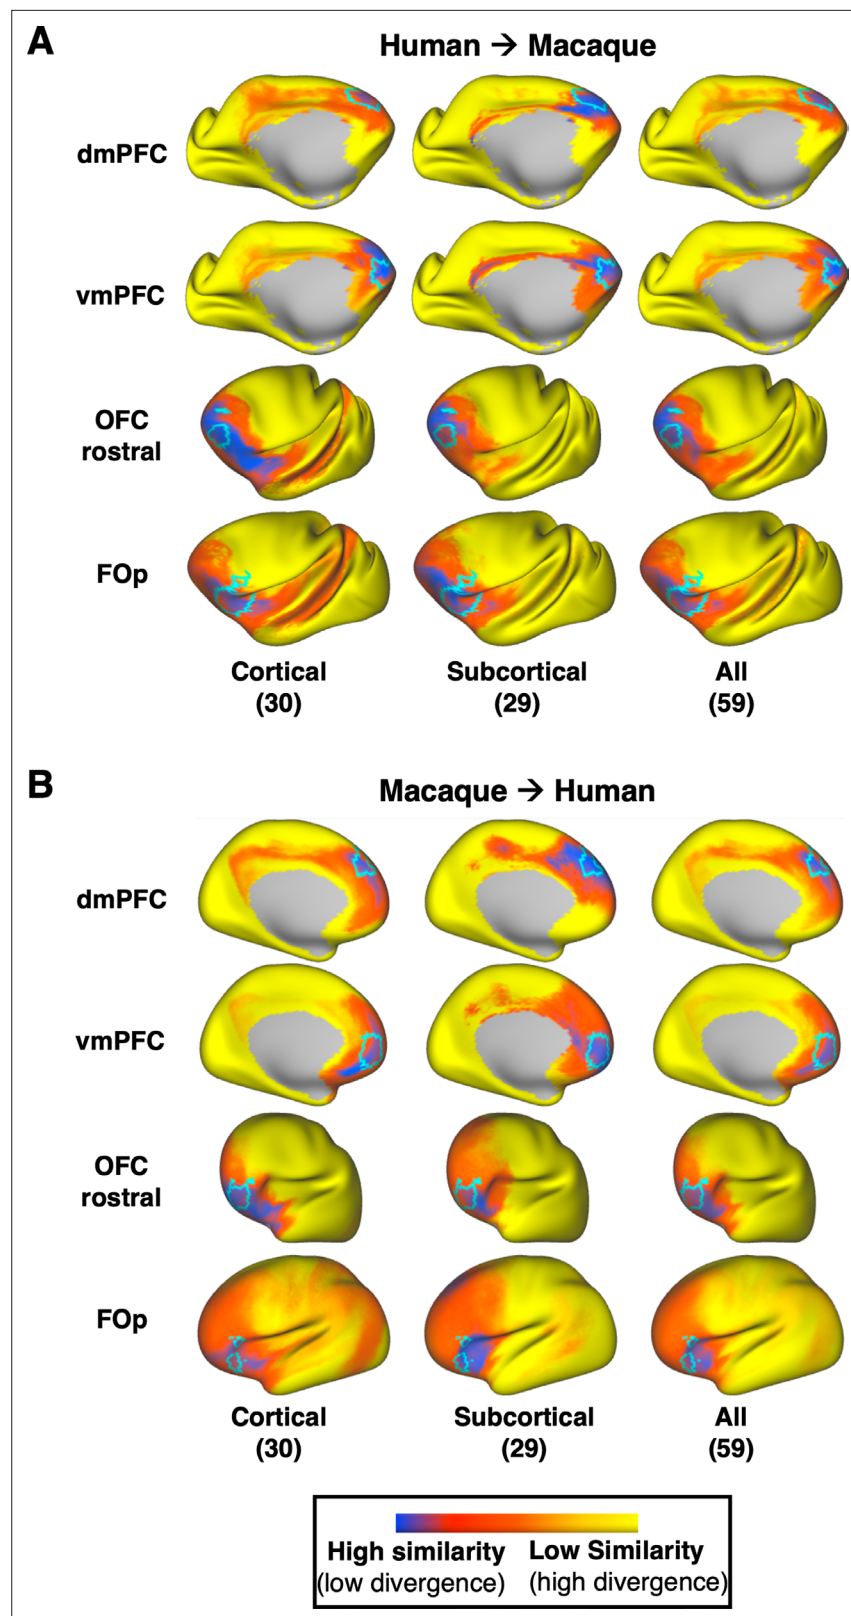 A
Human → Macaque
dmPFC
vmPFC
OFC
rostral
FOp
Cortical
(30)
Subcortical
(29)
All
(59)
B
Macaque → Human
dmPFC
vmPFC
OFC
rostral
FOp
Cortical
(30)
Subcortical
(29)
All
(59)
High similarity
(low divergence)
Low Similarity
(high divergence)